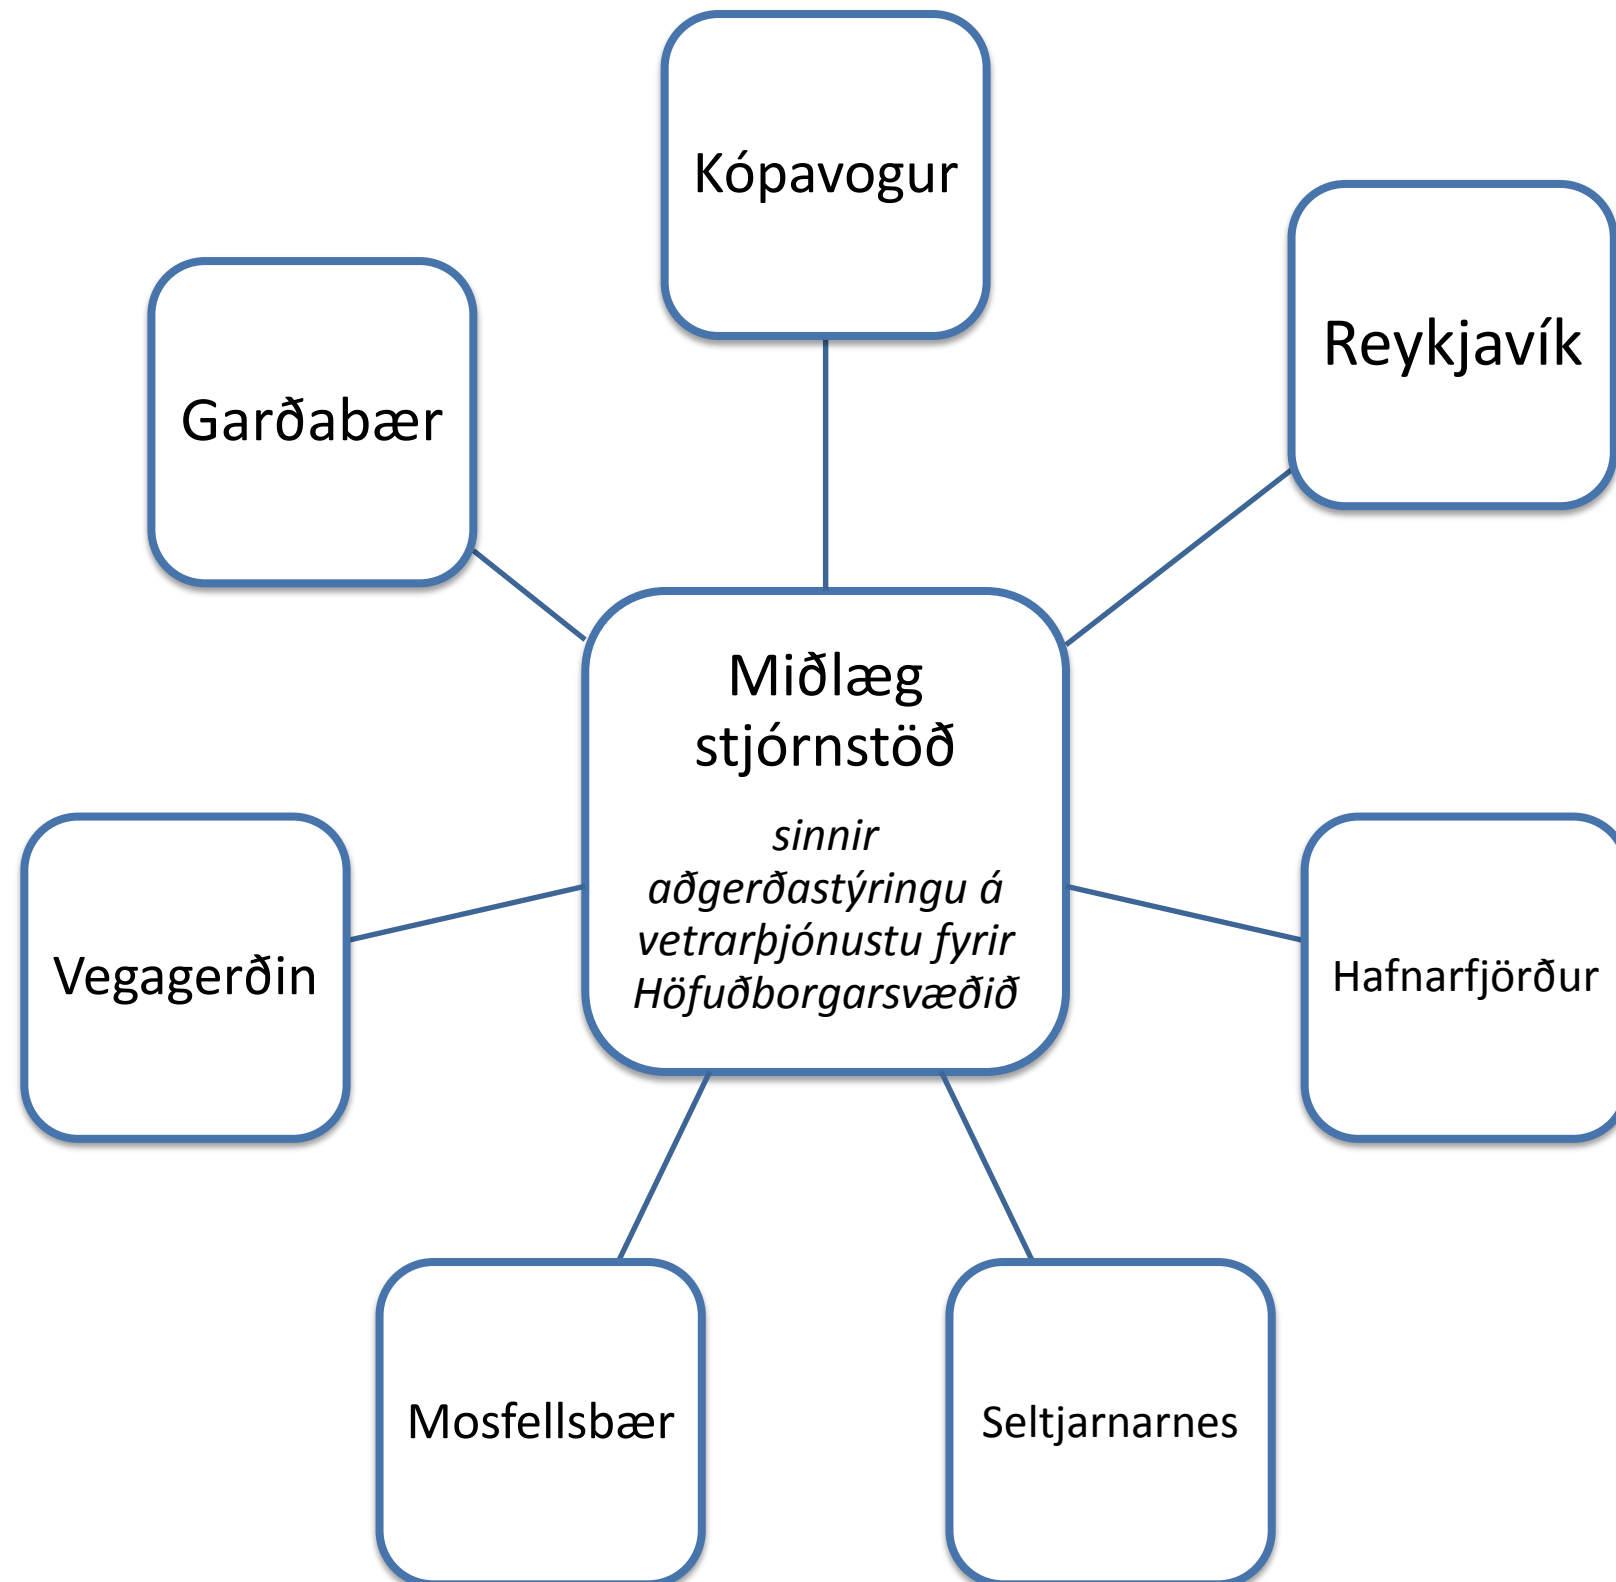 Kópavogur
Reykjavík
Garðabær
Miðlæg
stjórnstöð
sinnir
aðgerðastýringu á
vetrarþjónustu fyrir
Höfuðborgarsvæðið
Vegagerðin
Hafnarfjörður
Mosfellsbær
Seltjarnarnes